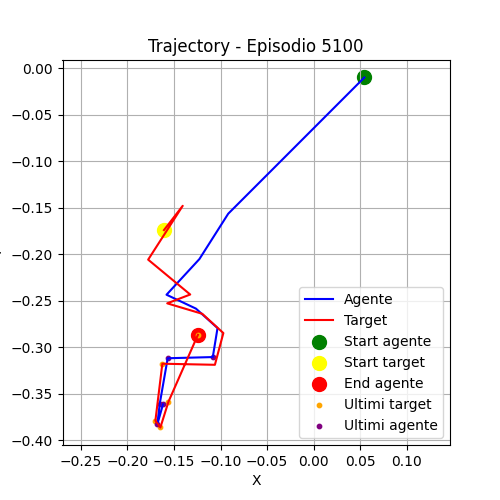 Trajectory - Episodio 5100
0.00
−0.05
−0.10
−0.15
−0.20
−0.25
−0.30
−0.35
−0.40
Agente
Target
Start agente
Start target
End agente
Ultimi target
Ultimi agente
−0.25
−0.20
−0.15
−0.10
−0.05
0.00
0.05
0.10
X